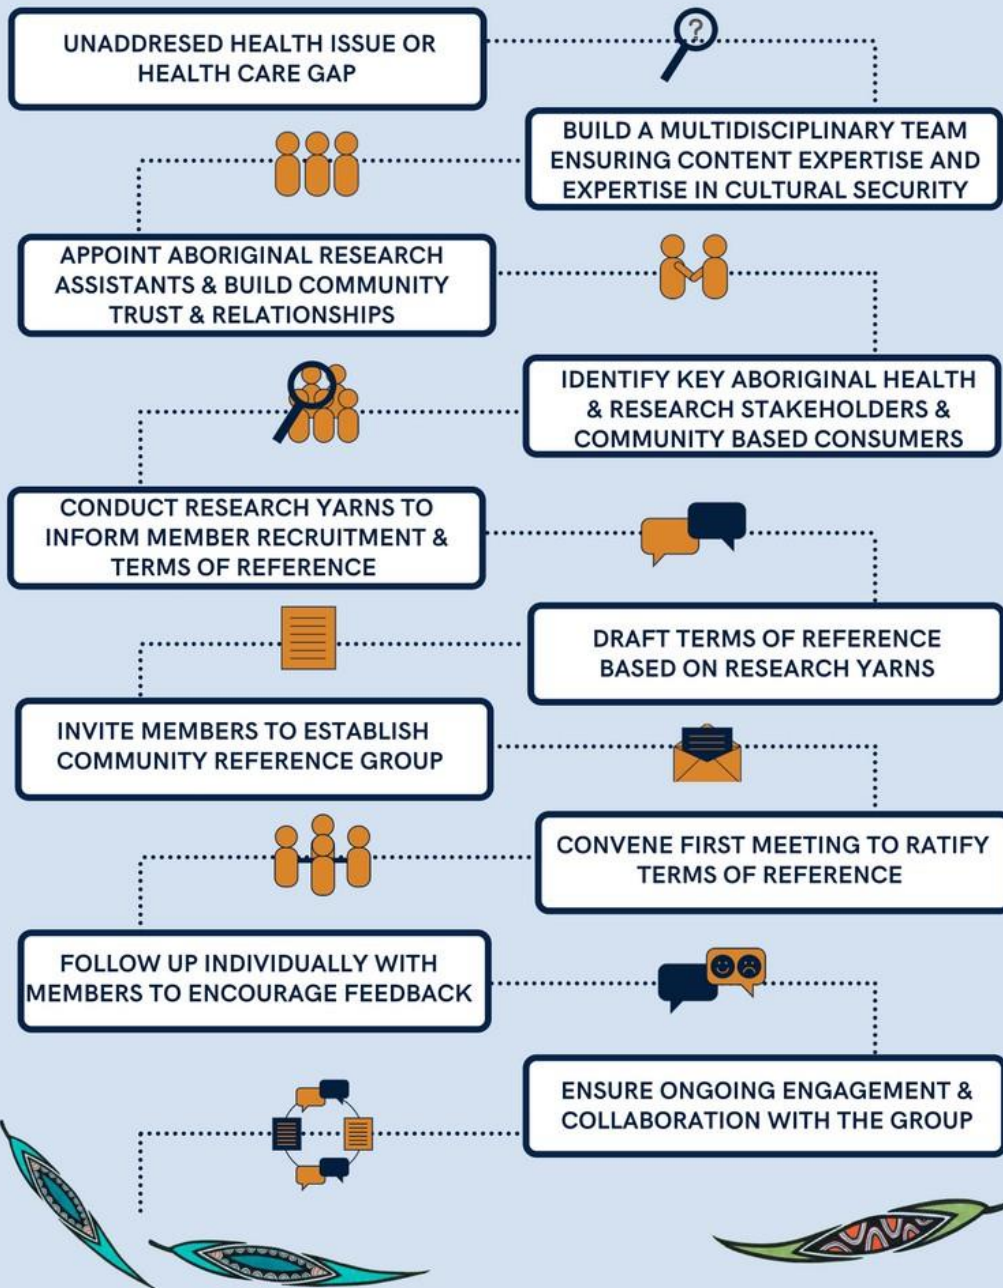 UNADDRESED HEALTH ISSUE OR
HEALTH CARE GAP
?
BUILD A MULTIDISCIPLINARY TEAM
ENSURING CONTENT EXPERTISE AND
EXPERTISE IN CULTURAL SECURITY
APPOINT ABORIGINAL RESEARCH
ASSISTANTS & BUILD COMMUNITY
TRUST & RELATIONSHIPS
IDENTIFY KEY ABORIGINAL HEALTH
& RESEARCH STAKEHOLDERS &
COMMUNITY BASED CONSUMERS
CONDUCT RESEARCH YARNS TO
INFORM MEMBER RECRUITMENT &
TERMS OF REFERENCE
DRAFT TERMS OF REFERENCE
BASED ON RESEARCH YARNS
INVITE MEMBERS TO ESTABLISH
COMMUNITY REFERENCE GROUP
CONVENE FIRST MEETING TO RATIFY
TERMS OF REFERENCE
FOLLOW UP INDIVIDUALLY WITH
MEMBERS TO ENCOURAGE FEEDBACK
ENSURE ONGOING ENGAGEMENT &
COLLABORATION WITH THE GROUP